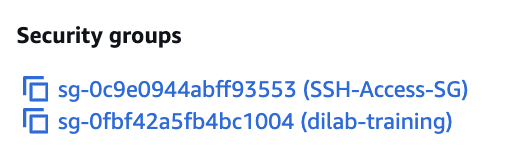 Security groups
sg-0c9e0944abff93553 (SSH-Access-SG)
sg-0fbf42a5fb4bc1004 (dilab-training)